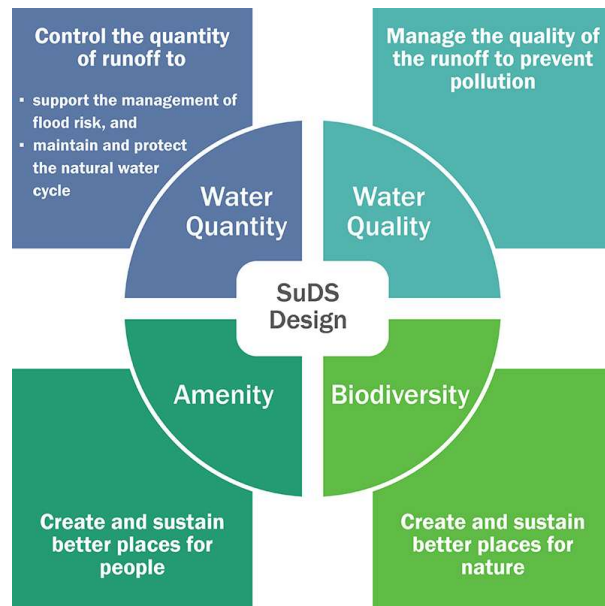 Control the quantity
of runoff to
▪ support the management of
flood risk, and
▪ maintain and protect
the natural water
cycle
Manage the quality of
the runoff to prevent
pollution
Water
Quantity
Water
Quality
SuDS
Design
Amenity
Biodiversity
Create and sustain
better places for
people
Create and sustain
better places for
nature